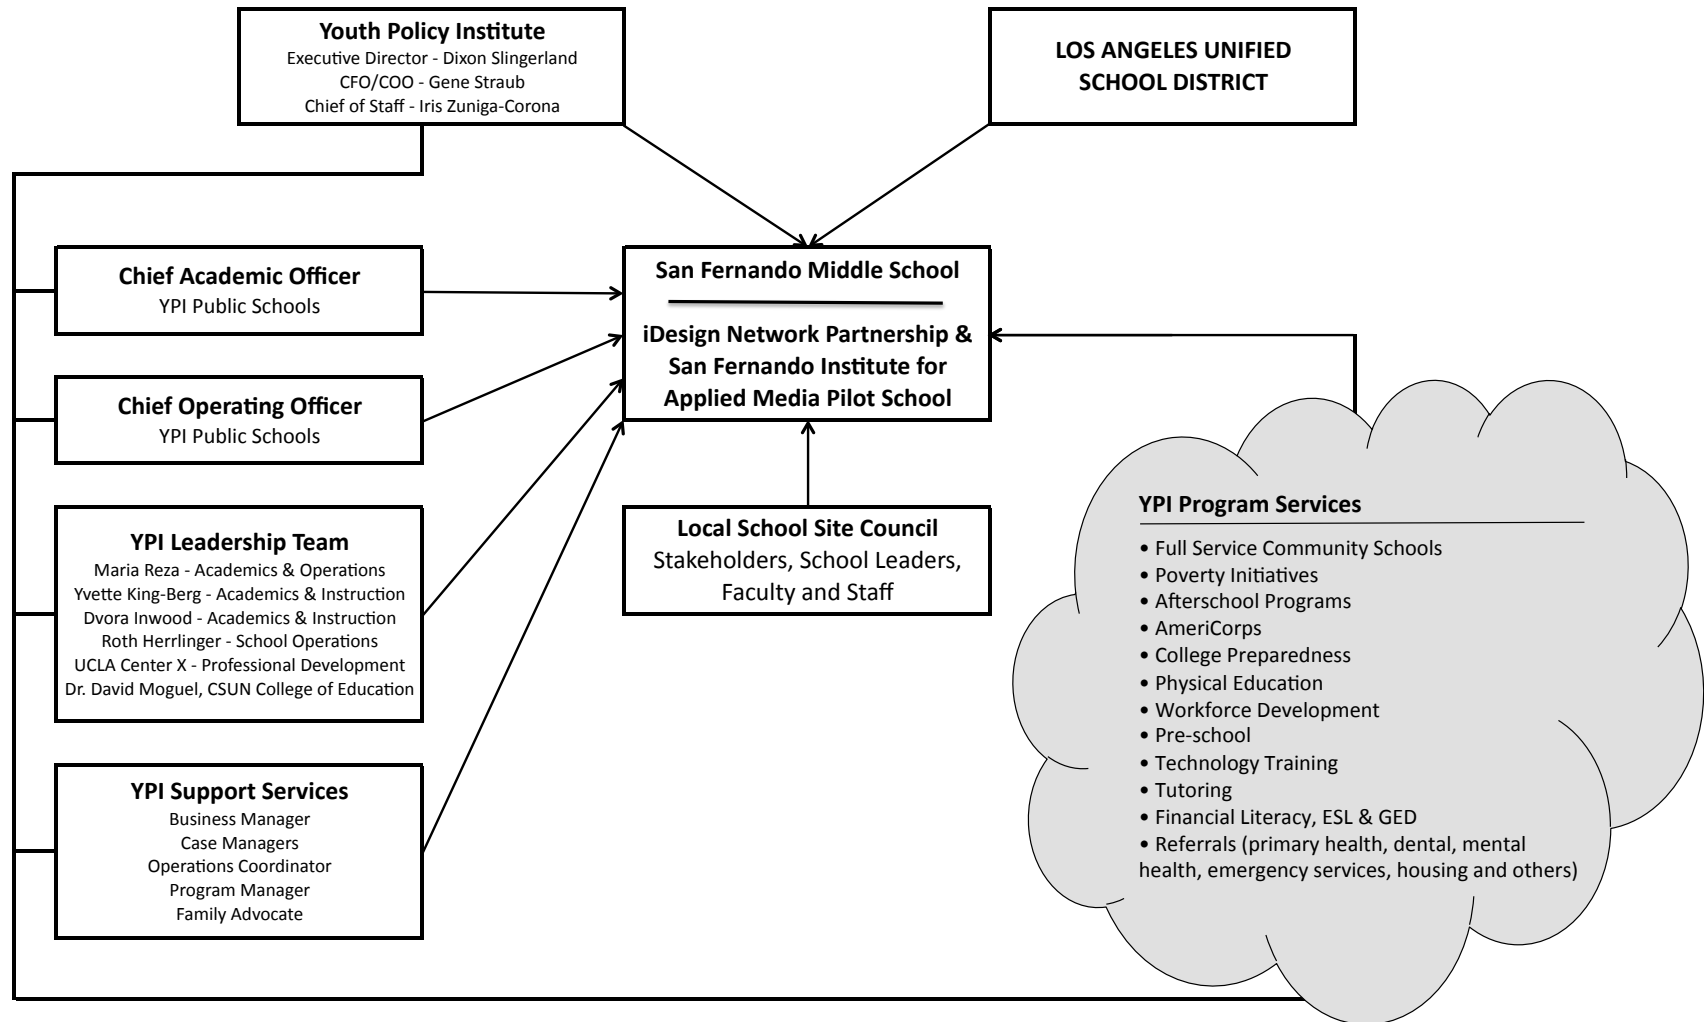 Youth Policy Institute
Executive Director - Dixon Slingerland
CFO/COO - Gene Straub
Chief of Staff - Iris Zuniga-Corona
LOS ANGELES UNIFIED
SCHOOL DISTRICT
Chief Academic Officer
YPI Public Schools
San Fernando Middle School
iDesign Network Partnership &
San Fernando Institute for
Applied Media Pilot School
Chief Operating Officer
YPI Public Schools
YPI Leadership Team
Maria Reza - Academics & Operations
Yvette King-Berg - Academics & Instruction
Dvora Inwood - Academics & Instruction
Roth Herrlinger - School Operations
UCLA Center X - Professional Development
Dr. David Moguel, CSUN College of Education
Local School Site Council
Stakeholders, School Leaders,
Faculty and Staff
YPI Support Services
Business Manager
Case Managers
Operations Coordinator
Program Manager
Family Advocate
YPI Program Services
• Full Service Community Schools
• Poverty Initiatives
• Afterschool Programs
• AmeriCorps
• College Preparedness
• Physical Education
• Workforce Development
• Pre-school
• Technology Training
• Tutoring
• Financial Literacy, ESL & GED
• Referrals (primary health, dental, mental
health, emergency services, housing and others)